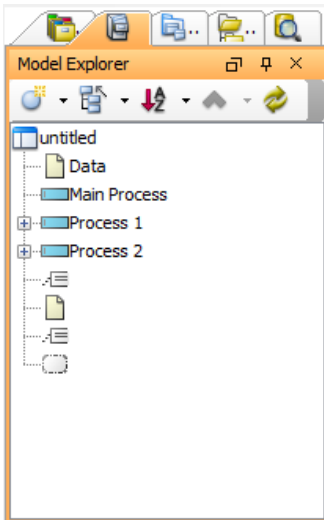 Model Explorer
untitled
Data
Main Process
Process 1
Process 2